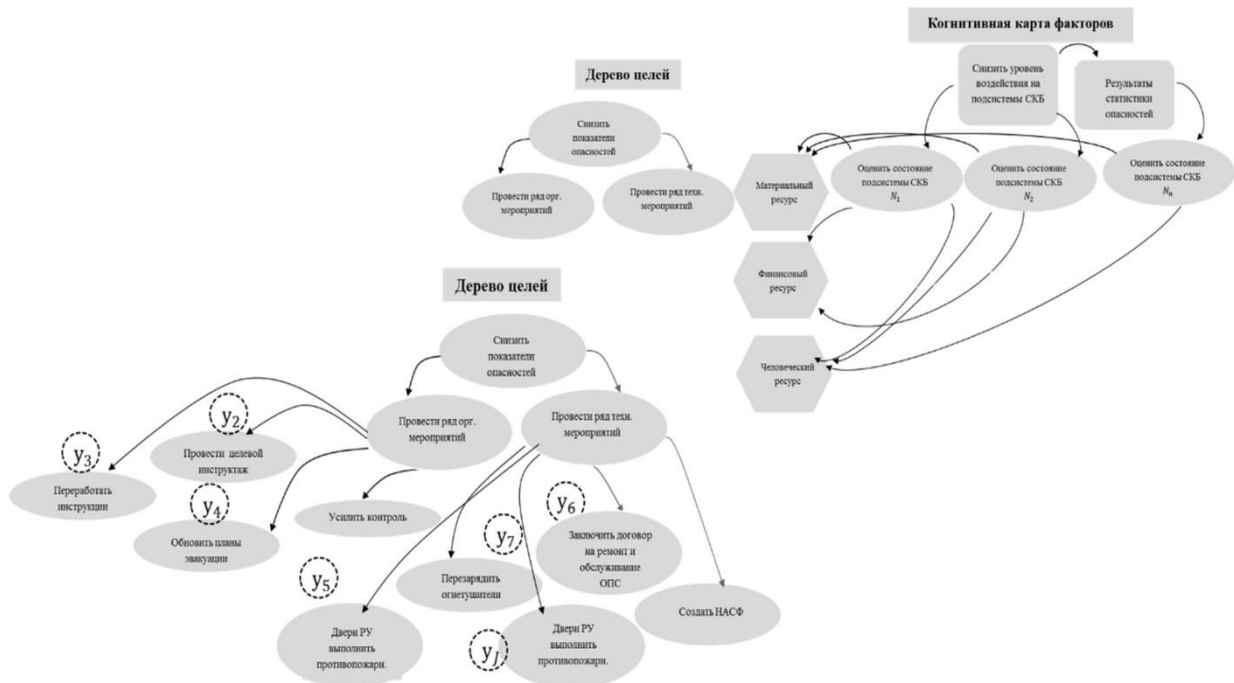 Когнитивная карта факторов
Снизить уровень
воздействия на
подсистемы СКБ
Результаты
статистики
опасностей
Дерево целей
Снизить
показатели
опасностей
Провести ряд орг.
мероприятий
Провести ряд техн.
мероприятий
Материальный
ресурс
Оценить состояние
подсистемы СКБ
N₁
Оценить состояние
подсистемы СКБ
N₂
Оценить состояние
подсистемы СКБ
Nₙ
Финансовый
ресурс
Человеческий
ресурс
Дерево целей
Снизить
показатели
опасностей
Провести ряд орг.
мероприятий
Провести ряд техн.
мероприятий
y₂
Провести целевой
инструктаж
y₃
Переработать
инструкции
y₄
Обновить планы
эвакуации
Усилить контроль
y₅
Двери РУ
выполнить
противопожарн.
Перезарядить
огнетушители
y₆
Заключить договор
на ремонт и
обслуживание
ОПС
y₇
yⱼ
Двери РУ
выполнить
противопожарн.
Создать НАСФ